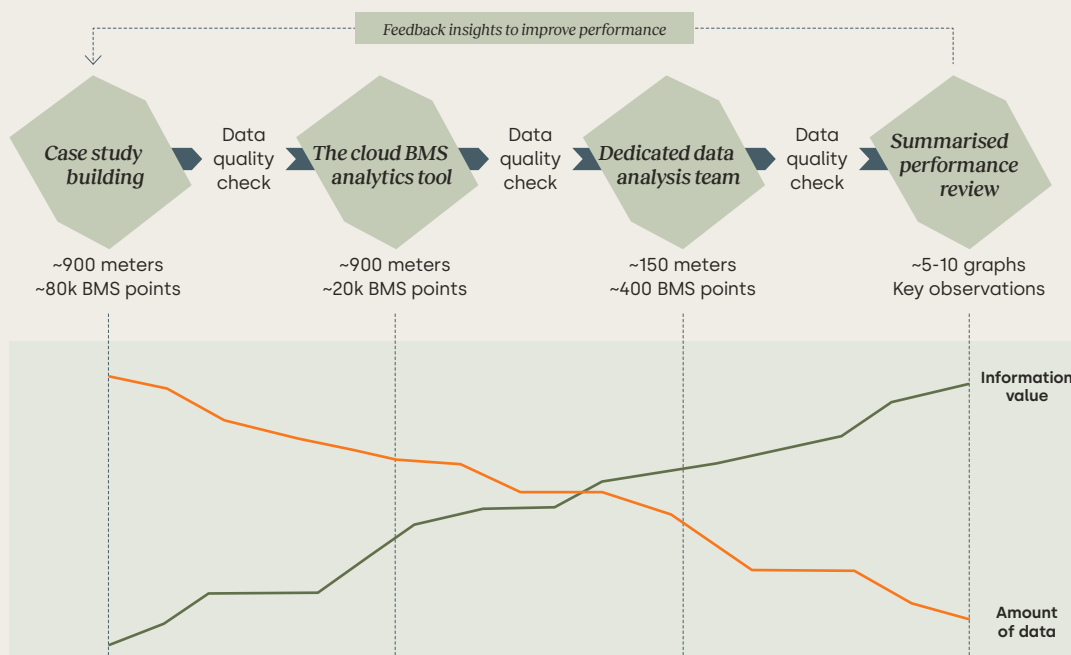 Feedback insights to improve performance
Case study
building
Data
quality
check
The cloud BMS
analytics tool
Data
quality
check
Dedicated data
analysis team
Data
quality
check
Summarised
performance
review
~900 meters
~80k BMS points
~900 meters
~20k BMS points
~150 meters
~400 BMS points
~5-10 graphs
Key observations
Information
value
Amount
of data